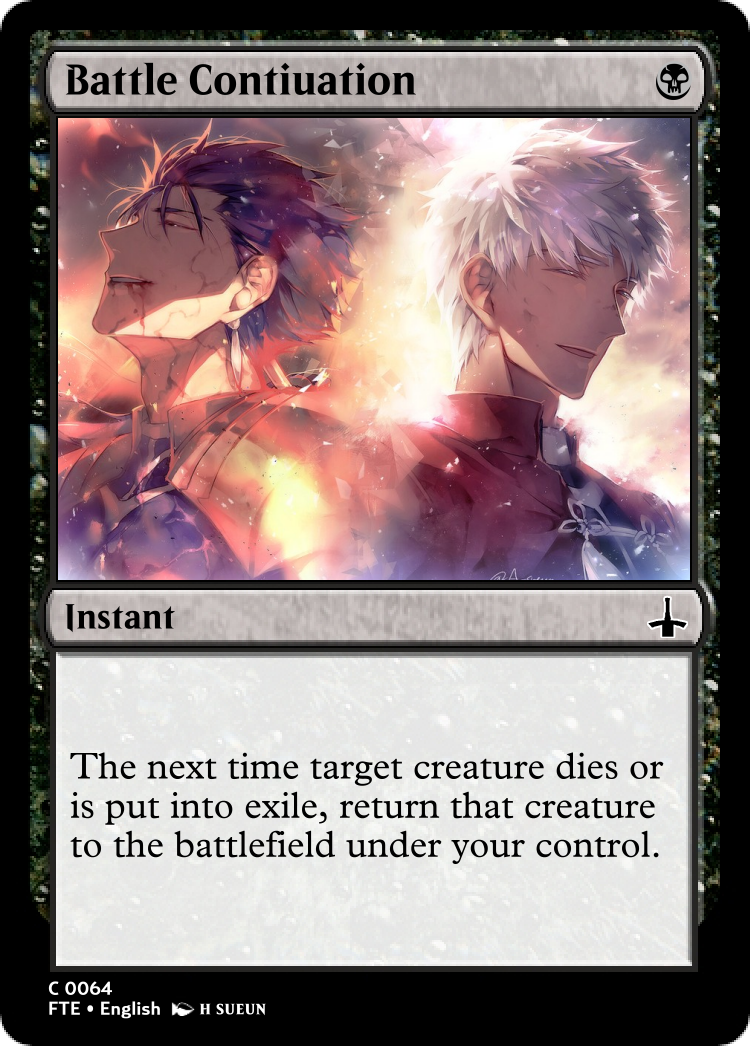 Battle Contiuation
Instant
The next time target creature dies or
is put into exile, return that creature
to the battlefield under your control.
C 0064
FTE • English H SUEUN